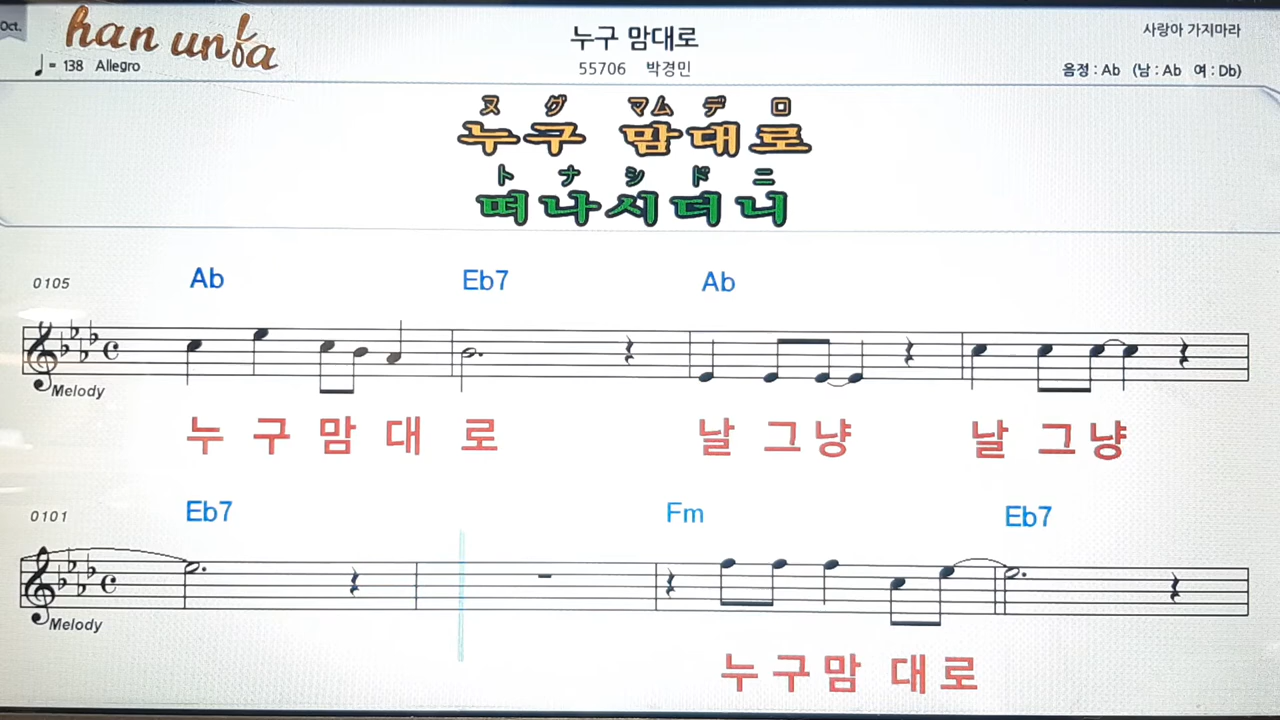 Oct.
han unfa
누구 맘대로
사랑아 가지마라
= 138 Allegro
55706 박경민
음정 : Ab (남 : Ab 여 : Db)
ヌ グ マム デ ロ
누구 맘대로
ト ナ シ ド ニ
떠나시더니
0105 Ab Eb7 Ab
Melody
누 구 맘 대 로 날 그냥 날 그냥
0101 Eb7 Fm Eb7
Melody
누구맘 대로